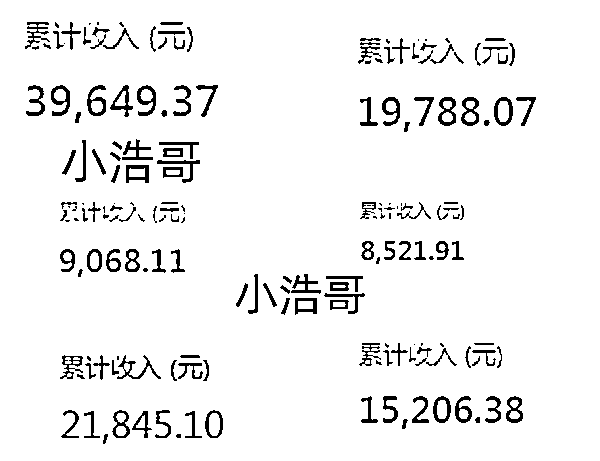 累计收入 (元)
累计收入 (元)
39,649.37
19,788.07
小浩哥
累计收入 (元)
累计收入 (元)
9,068.11
8,521.91
小浩哥
累计收入 (元)
累计收入 (元)
21,845.10
15,206.38